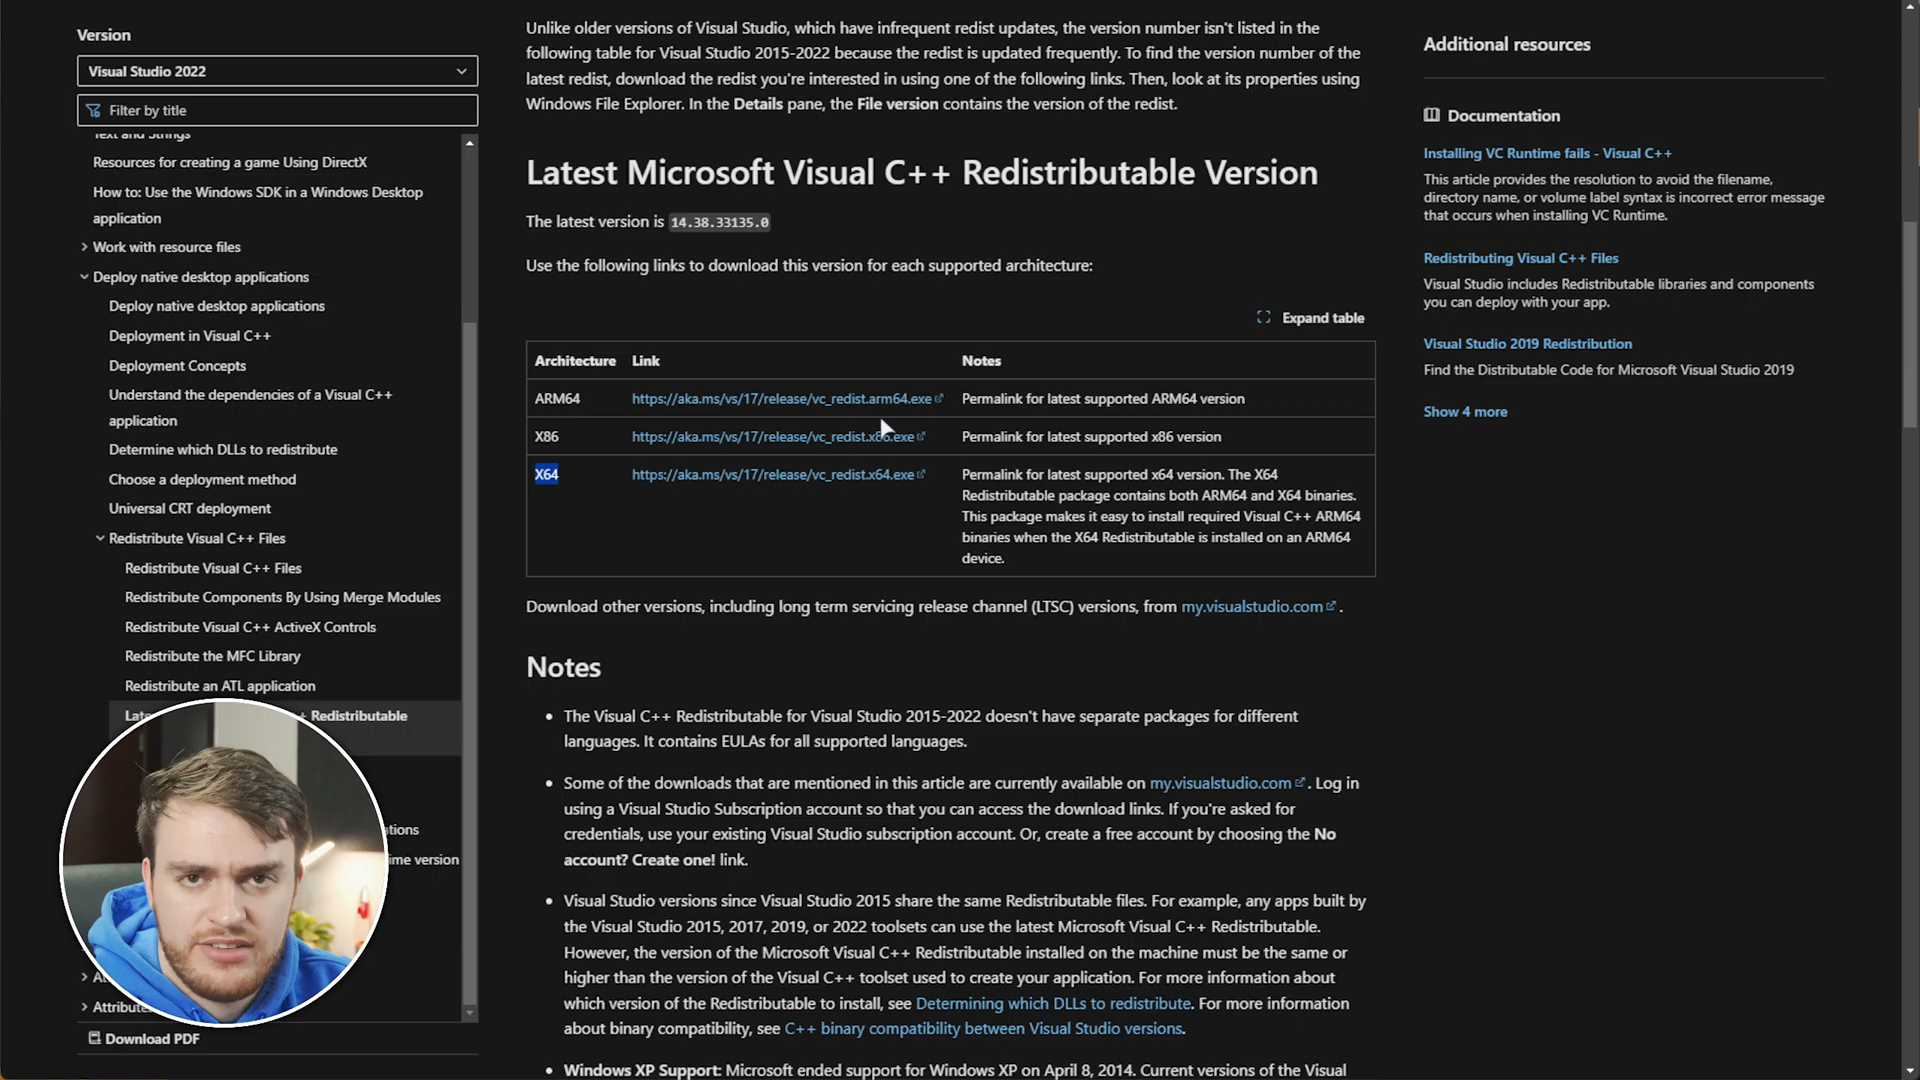 Version
Visual Studio 2022
Filter by title
Text and Strings
Resources for creating a game Using DirectX
How to: Use the Windows SDK in a Windows Desktop
application
Work with resource files
Deploy native desktop applications
Deploy native desktop applications
Deployment in Visual C++
Deployment Concepts
Understand the dependencies of a Visual C++
application
Determine which DLLs to redistribute
Choose a deployment method
Universal CRT deployment
Redistribute Visual C++ Files
Redistribute Visual C++ Files
Redistribute Components By Using Merge Modules
Redistribute Visual C++ ActiveX Controls
Redistribute the MFC Library
Redistribute an ATL application
Redistributable
version
Download PDF
Unlike older versions of Visual Studio, which have infrequent redist updates, the version number isn't listed in the
following table for Visual Studio 2015-2022 because the redist is updated frequently. To find the version number of the
latest redist, download the redist you're interested in using one of the following links. Then, look at its properties using
Windows File Explorer. In the Details pane, the File version contains the version of the redist.
Latest Microsoft Visual C++ Redistributable Version
The latest version is 14.38.33135.0
Use the following links to download this version for each supported architecture:
Expand table
Architecture Link Notes
ARM64 https://aka.ms/vs/17/release/vc_redist.arm64.exe Permalink for latest supported ARM64 version
X86 https://aka.ms/vs/17/release/vc_redist.x86.exe Permalink for latest supported x86 version
X64 https://aka.ms/vs/17/release/vc_redist.x64.exe Permalink for latest supported x64 version. The X64
Redistributable package contains both ARM64 and X64 binaries.
This package makes it easy to install required Visual C++ ARM64
binaries when the X64 Redistributable is installed on an ARM64
device.
Download other versions, including long term servicing release channel (LTSC) versions, from my.visualstudio.com .
Notes
• The Visual C++ Redistributable for Visual Studio 2015-2022 doesn't have separate packages for different
languages. It contains EULAs for all supported languages.
• Some of the downloads that are mentioned in this article are currently available on my.visualstudio.com . Log in
using a Visual Studio Subscription account so that you can access the download links. If you're asked for
credentials, use your existing Visual Studio subscription account. Or, create a free account by choosing the No
account? Create one! link.
• Visual Studio versions since Visual Studio 2015 share the same Redistributable files. For example, any apps built by
the Visual Studio 2015, 2017, 2019, or 2022 toolsets can use the latest Microsoft Visual C++ Redistributable.
However, the version of the Microsoft Visual C++ Redistributable installed on the machine must be the same or
higher than the version of the Visual C++ toolset used to create your application. For more information about
which version of the Redistributable to install, see Determining which DLLs to redistribute. For more information
about binary compatibility, see C++ binary compatibility between Visual Studio versions.
• Windows XP Support: Microsoft ended support for Windows XP on April 8, 2014. Current versions of the Visual
Additional resources
Documentation
Installing VC Runtime fails - Visual C++
This article provides the resolution to avoid the filename,
directory name, or volume label syntax is incorrect error message
that occurs when installing VC Runtime.
Redistributing Visual C++ Files
Visual Studio includes Redistributable libraries and components
you can deploy with your app.
Visual Studio 2019 Redistribution
Find the Distributable Code for Microsoft Visual Studio 2019
Show 4 more